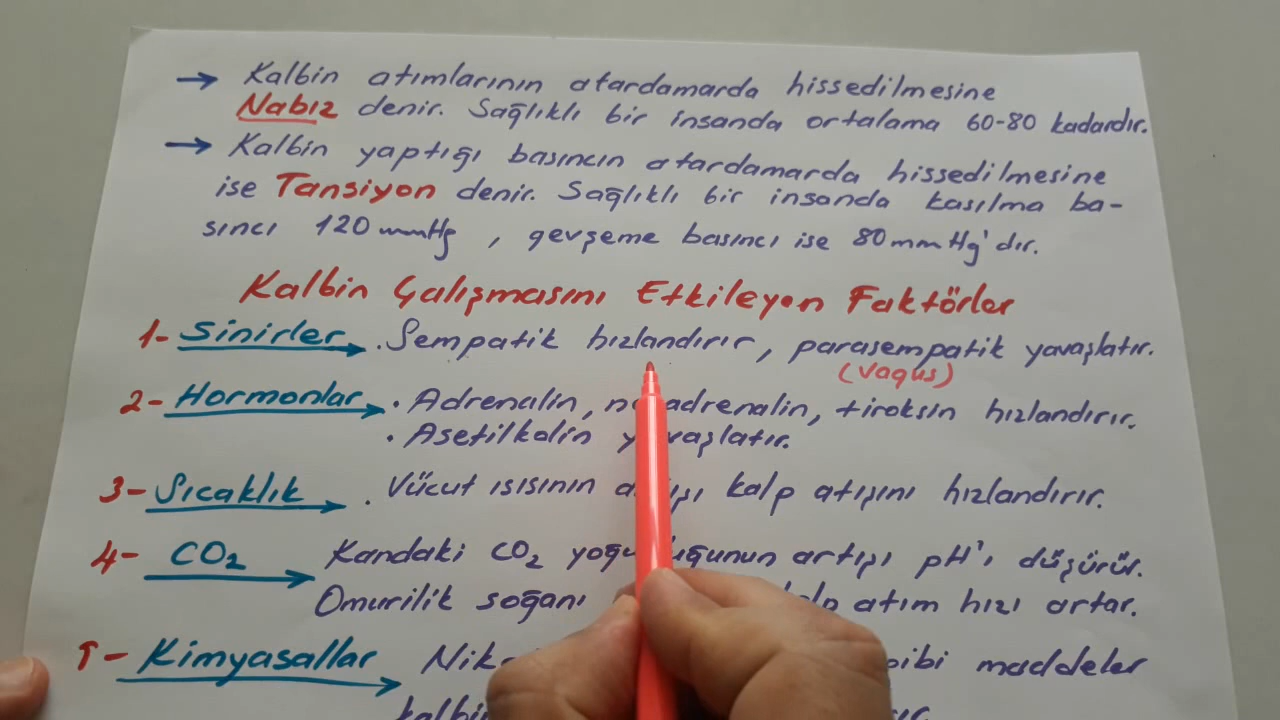 → Kalbin atımlarının atardamarda hissedilmesine
Nabız denir. Sağlıklı bir insanda ortalama 60-80 kadardır.
→ Kalbin yaptığı basıncın atardamarda hissedilmesine
ise Tansiyon denir. Sağlıklı bir insanda kasılma ba-
sıncı 120 mmHg, gevşeme basıncı ise 80 mmHg'dır.
Kalbin Çalışmasını Etkileyen Faktörler
1- Sinirler → . Sempatik hızlandırır, parasempatik yavaşlatır.
(vagus)
2- Hormonlar → • Adrenalin, tiroksin hızlandırır.
• Asetilkolin yavaşlatır.
3- Sıcaklık → . Vücut ısısının artışı kalp atışını hızlandırır.
4- CO₂ → Kandaki CO₂ artışı pH'ı düşürür.
Omurilik soğanı atım hızı artar.
5- Kimyasallar → gibi maddeler